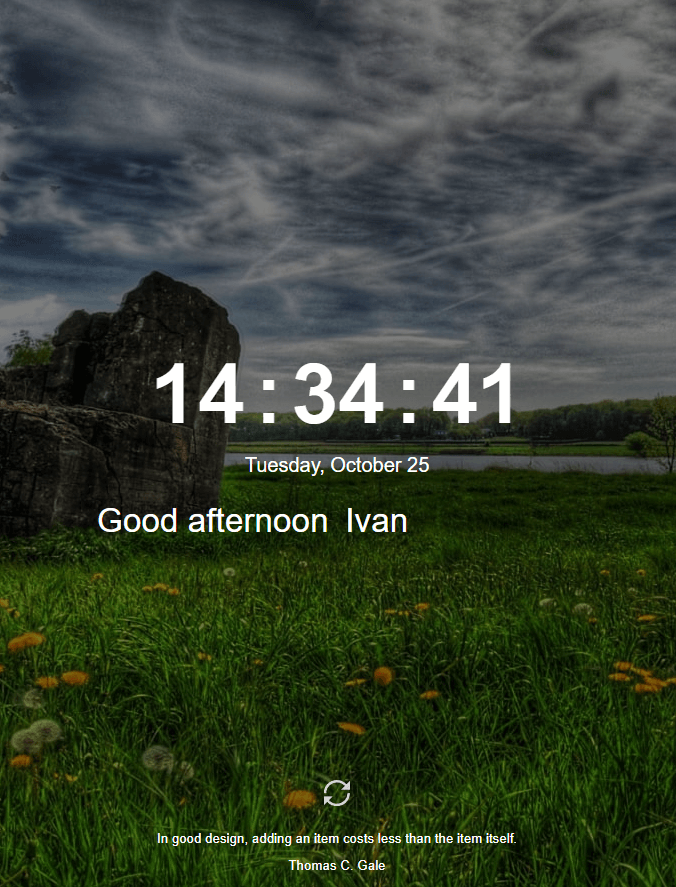 14:34:41
Tuesday, October 25
Good afternoon Ivan
In good design, adding an item costs less than the item itself.
Thomas C. Gale